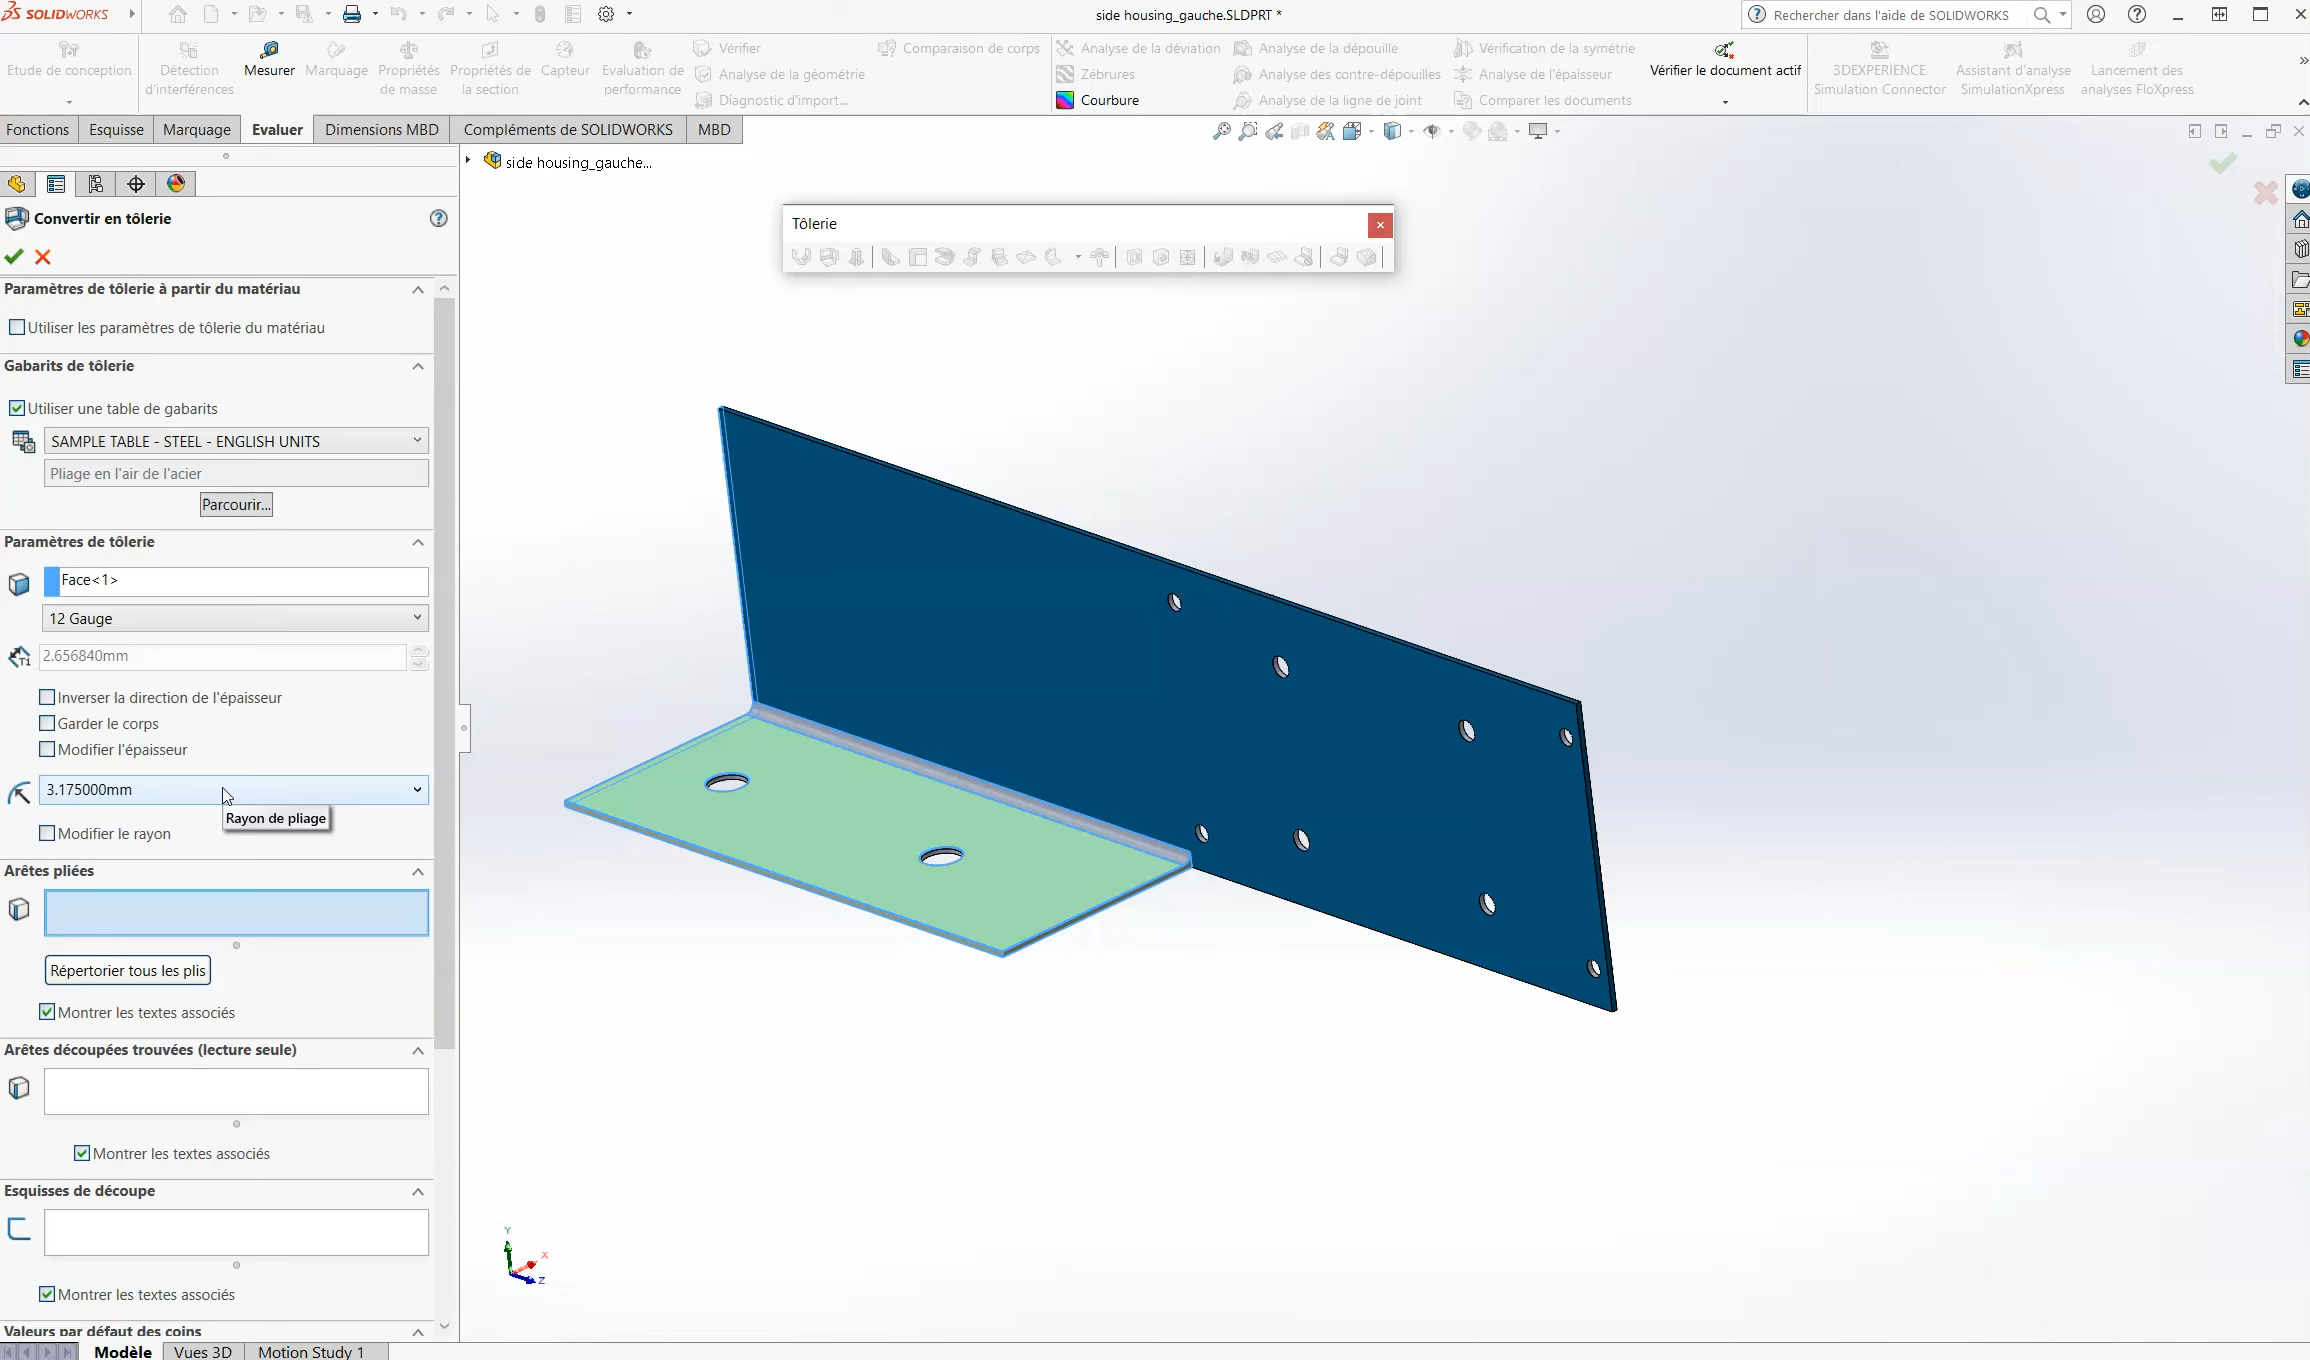 SOLIDWORKS
side housing_gauche.SLDPRT *
Rechercher dans l'aide de SOLIDWORKS
Etude de conception
Détection d'interférences
Mesurer
Marquage
Propriétés de masse
Propriétés de la section
Capteur
Evaluation de performance
Vérifier
Analyse de la géométrie
Diagnostic d'import...
Comparaison de corps
Analyse de la déviation
Zébrures
Courbure
Analyse de la dépouille
Analyse des contre-dépouilles
Analyse de la ligne de joint
Vérification de la symétrie
Analyse de l'épaisseur
Comparer les documents
Vérifier le document actif
3DEXPERIENCE Simulation Connector
Assistant d'analyse SimulationXpress
Lancement des analyses FloXpress
Fonctions
Esquisse
Marquage
Evaluer
Dimensions MBD
Compléments de SOLIDWORKS
MBD
side housing_gauche...
Convertir en tôlerie
Tôlerie
Paramètres de tôlerie à partir du matériau
Utiliser les paramètres de tôlerie du matériau
Gabarits de tôlerie
Utiliser une table de gabarits
SAMPLE TABLE - STEEL - ENGLISH UNITS
Pliage en l'air de l'acier
Parcourir...
Paramètres de tôlerie
Face<1>
12 Gauge
T1
2.656840mm
Inverser la direction de l'épaisseur
Garder le corps
Modifier l'épaisseur
3.175000mm
Rayon de pliage
Modifier le rayon
Arêtes pliées
Répertorier tous les plis
Montrer les textes associés
Arêtes découpées trouvées (lecture seule)
Montrer les textes associés
Esquisses de découpe
Montrer les textes associés
Valeurs par défaut des coins
Y
X
Z
Modèle
Vues 3D
Motion Study 1